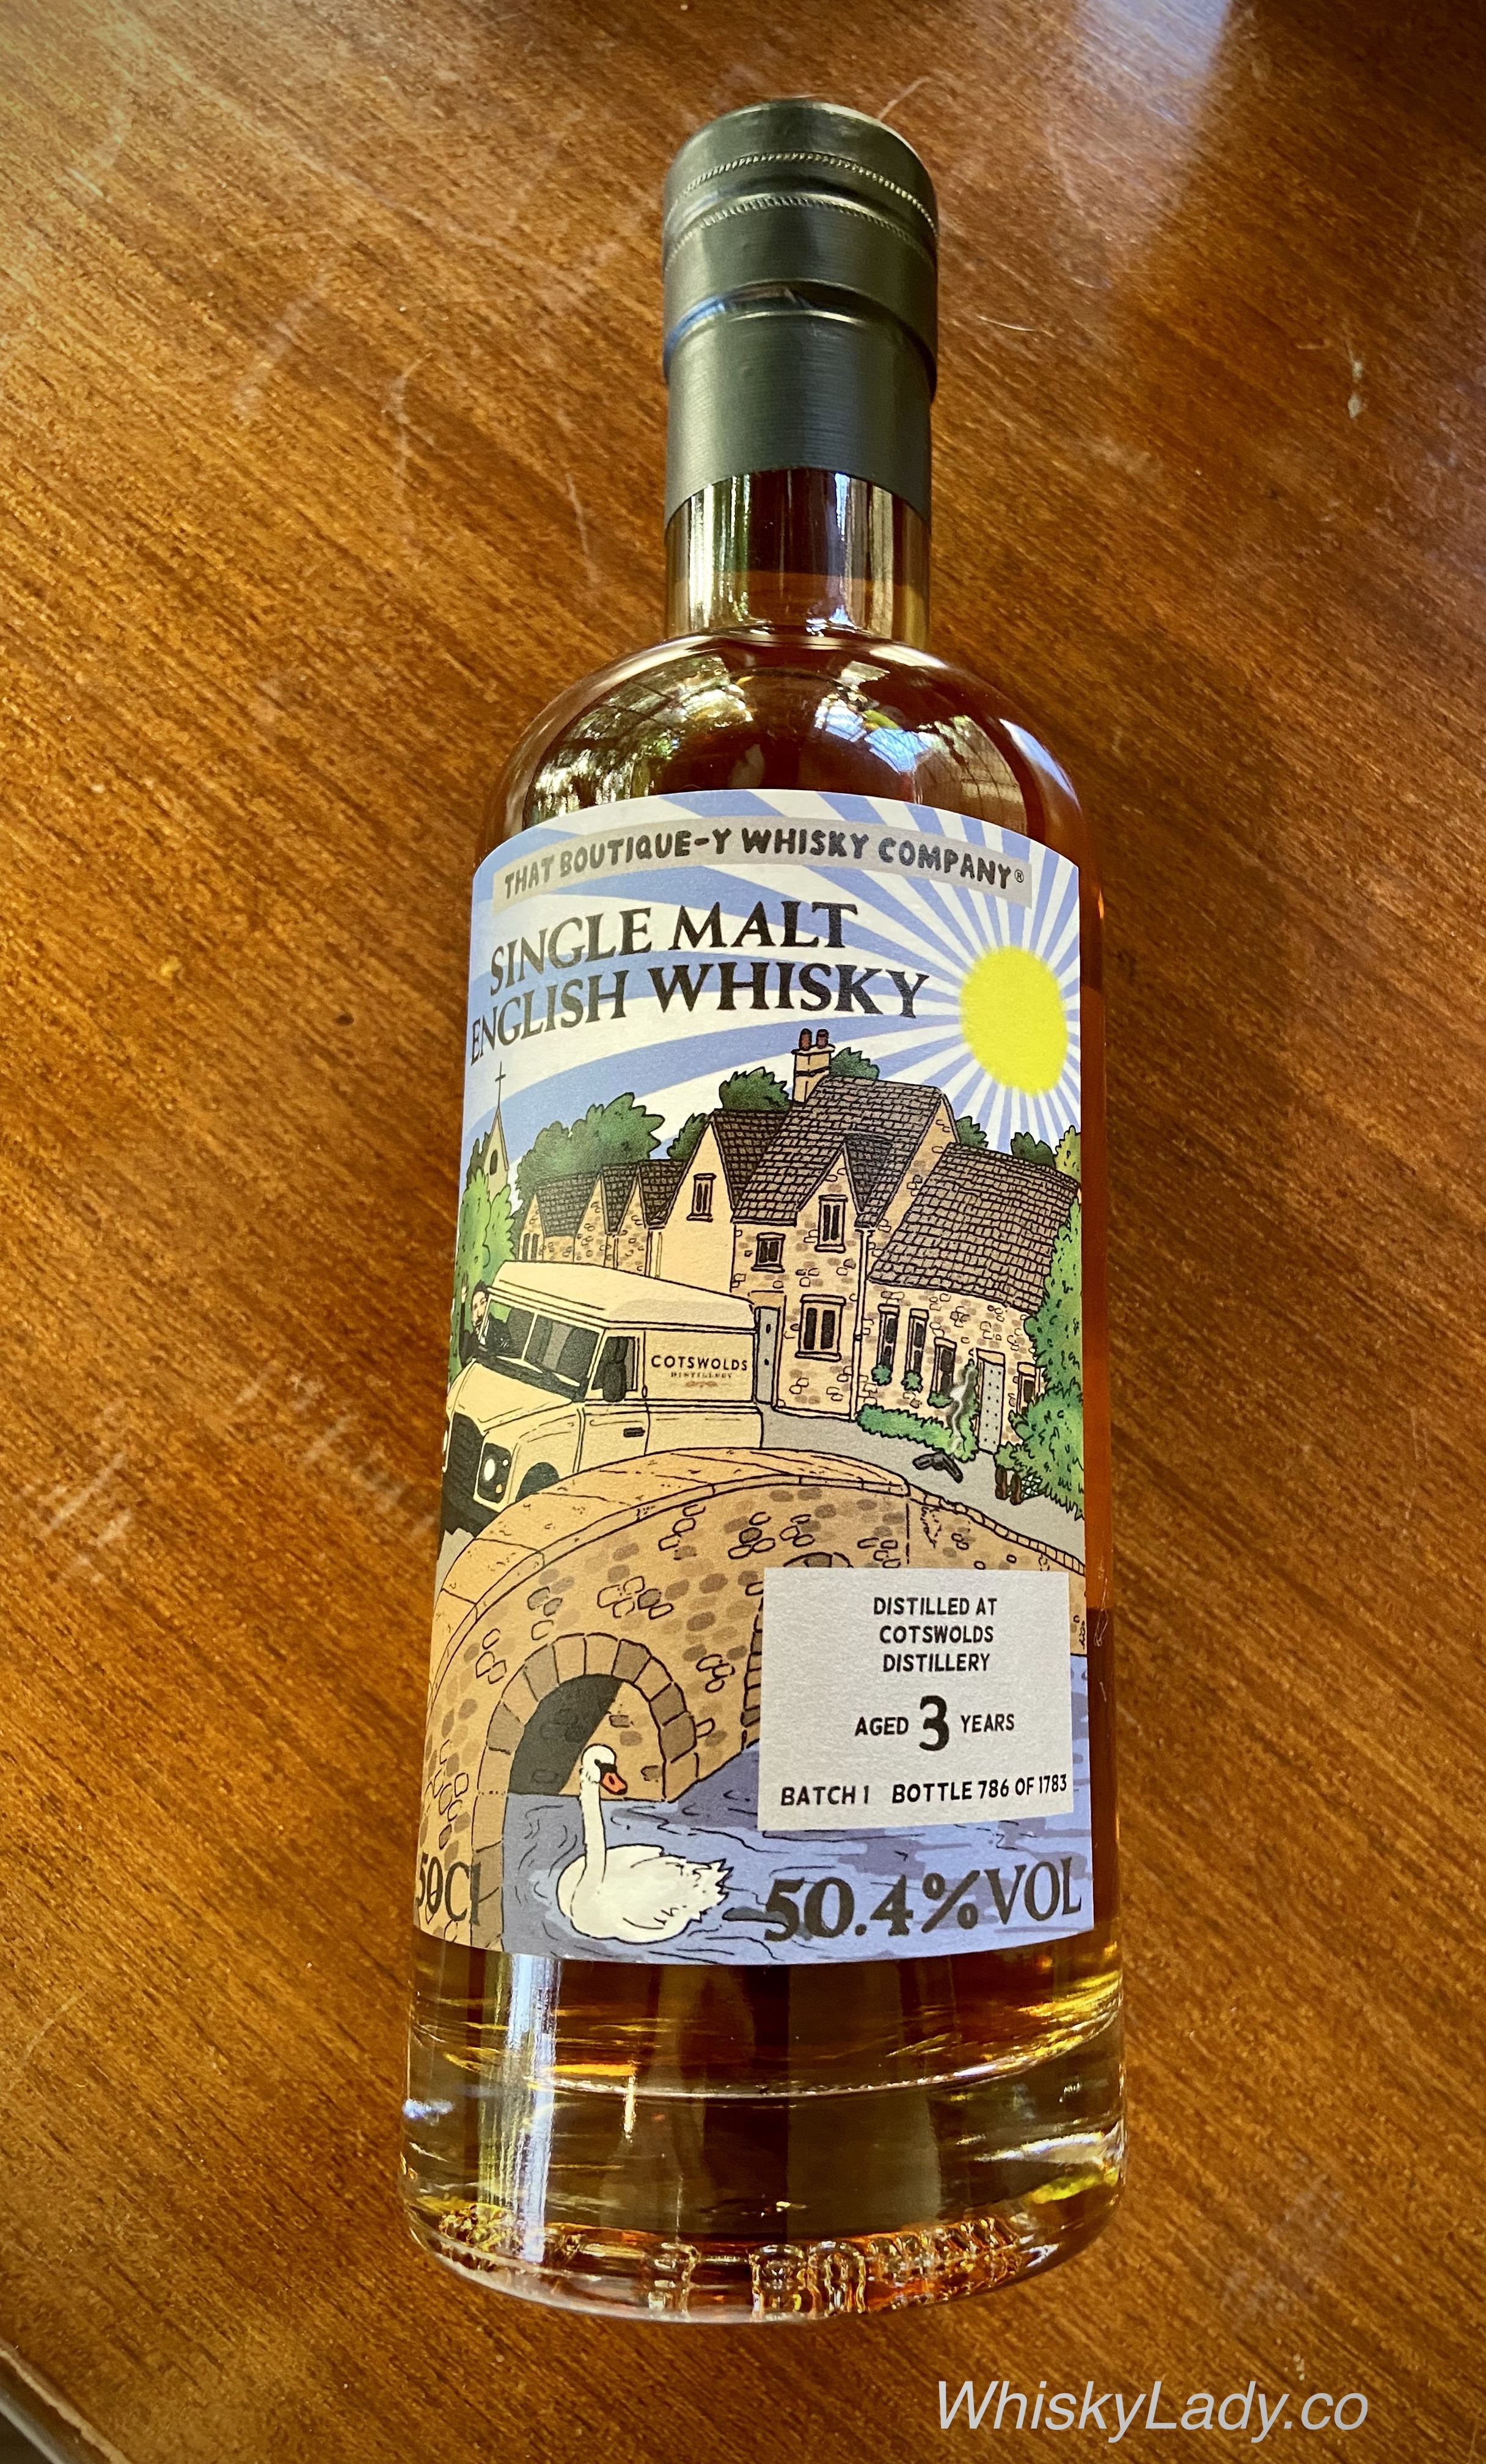 THAT BOUTIQUE-Y WHISKY COMPANY®
SINGLE MALT
ENGLISH WHISKY
COTSWOLDS
DISTILLERY
DISTILLED AT
COTSWOLDS
DISTILLERY
AGED 3 YEARS
BATCH 1 BOTTLE 786 OF 1783
50Cl
50.4%VOL
WhiskyLady.co